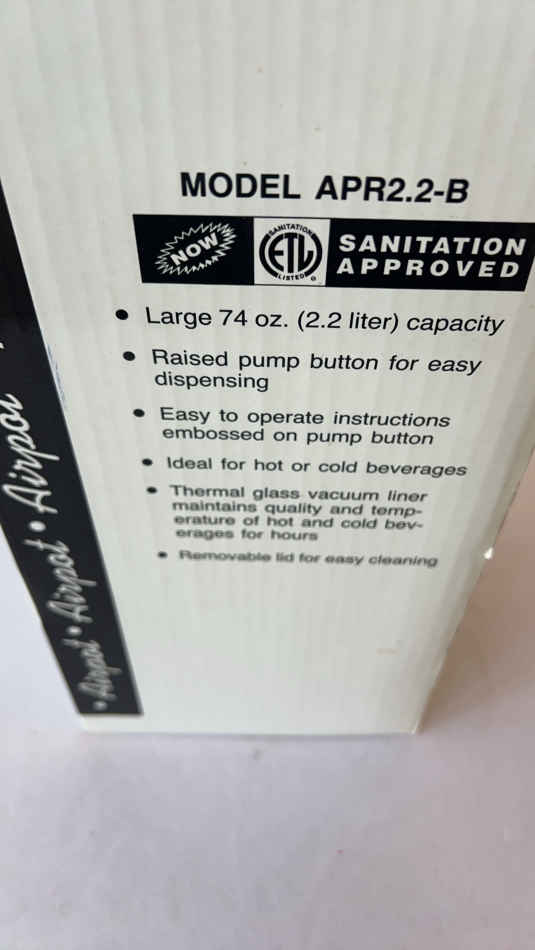 MODEL APR2.2-B
NOW
SANITATION
ETL
LISTED
SANITATION
APPROVED
• Large 74 oz. (2.2 liter) capacity
• Raised pump button for easy
dispensing
• Easy to operate instructions
embossed on pump button
• Ideal for hot or cold beverages
• Thermal glass vacuum liner
maintains quality and temp-
erature of hot and cold bev-
erages for hours
• Removable lid for easy cleaning
• Airpot • Airpot • Airpot